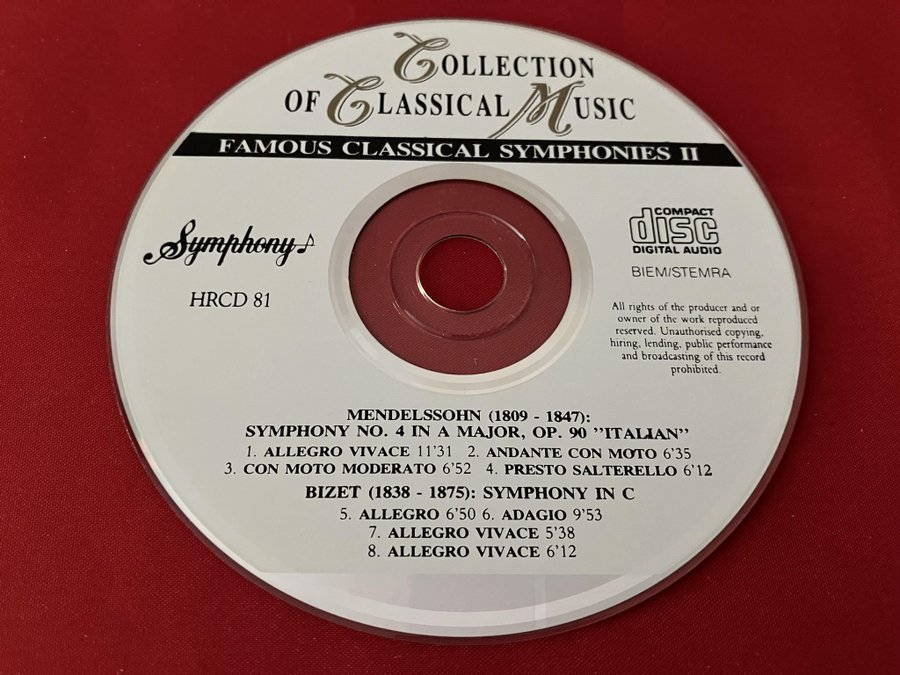 COLLECTION
OF CLASSICAL MUSIC
FAMOUS CLASSICAL SYMPHONIES II
Symphony
HRCD 81
COMPACT
disc
DIGITAL AUDIO
BIEM/STEMRA
All rights of the producer and or
owner of the work reproduced
reserved. Unauthorised copying,
hiring, lending, public performance
and broadcasting of this record
prohibited.
MENDELSSOHN (1809 - 1847):
SYMPHONY NO. 4 IN A MAJOR, OP. 90 "ITALIAN"
1. ALLEGRO VIVACE 11'31 2. ANDANTE CON MOTO 6'35
3. CON MOTO MODERATO 6'52 4. PRESTO SALTERELLO 6'12
BIZET (1838 - 1875): SYMPHONY IN C
5. ALLEGRO 6'50 6. ADAGIO 9'53
7. ALLEGRO VIVACE 5'38
8. ALLEGRO VIVACE 6'12